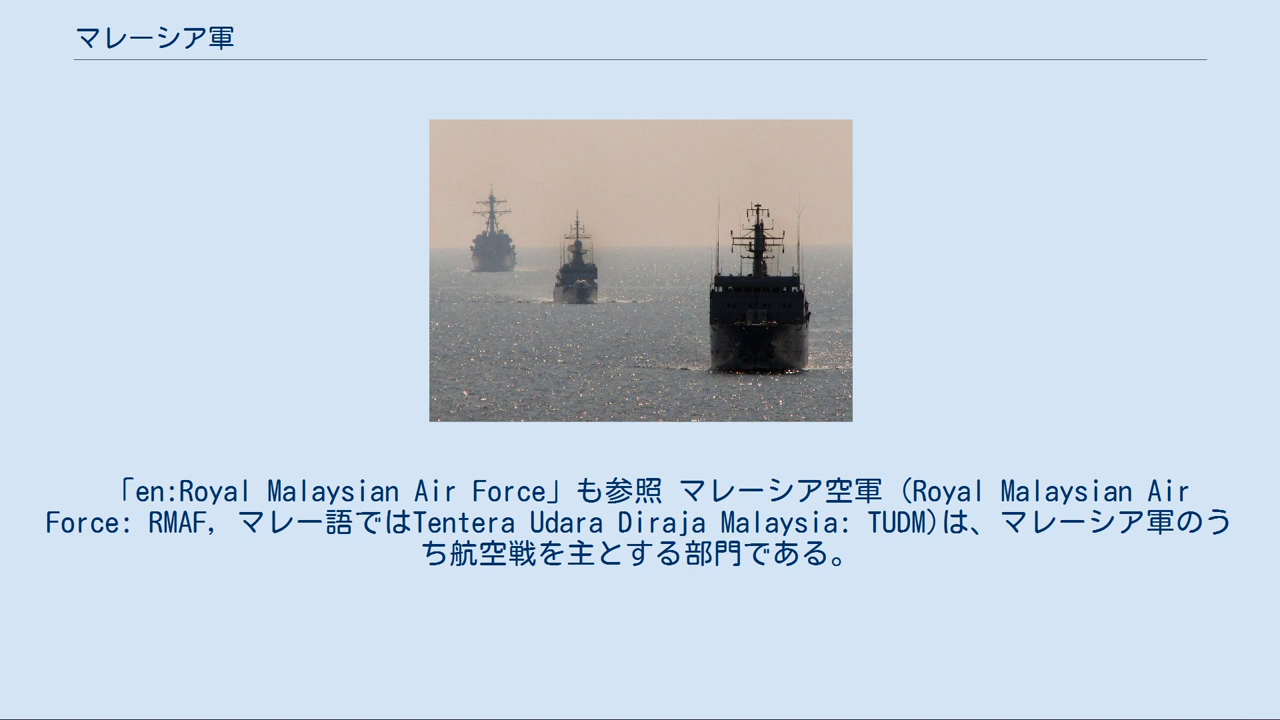 マレーシア軍
「en:Royal Malaysian Air Force」も参照 マレーシア空軍 (Royal Malaysian Air
Force: RMAF, マレー語ではTentera Udara Diraja Malaysia: TUDM)は、マレーシア軍のう
ち航空戦を主とする部門である。